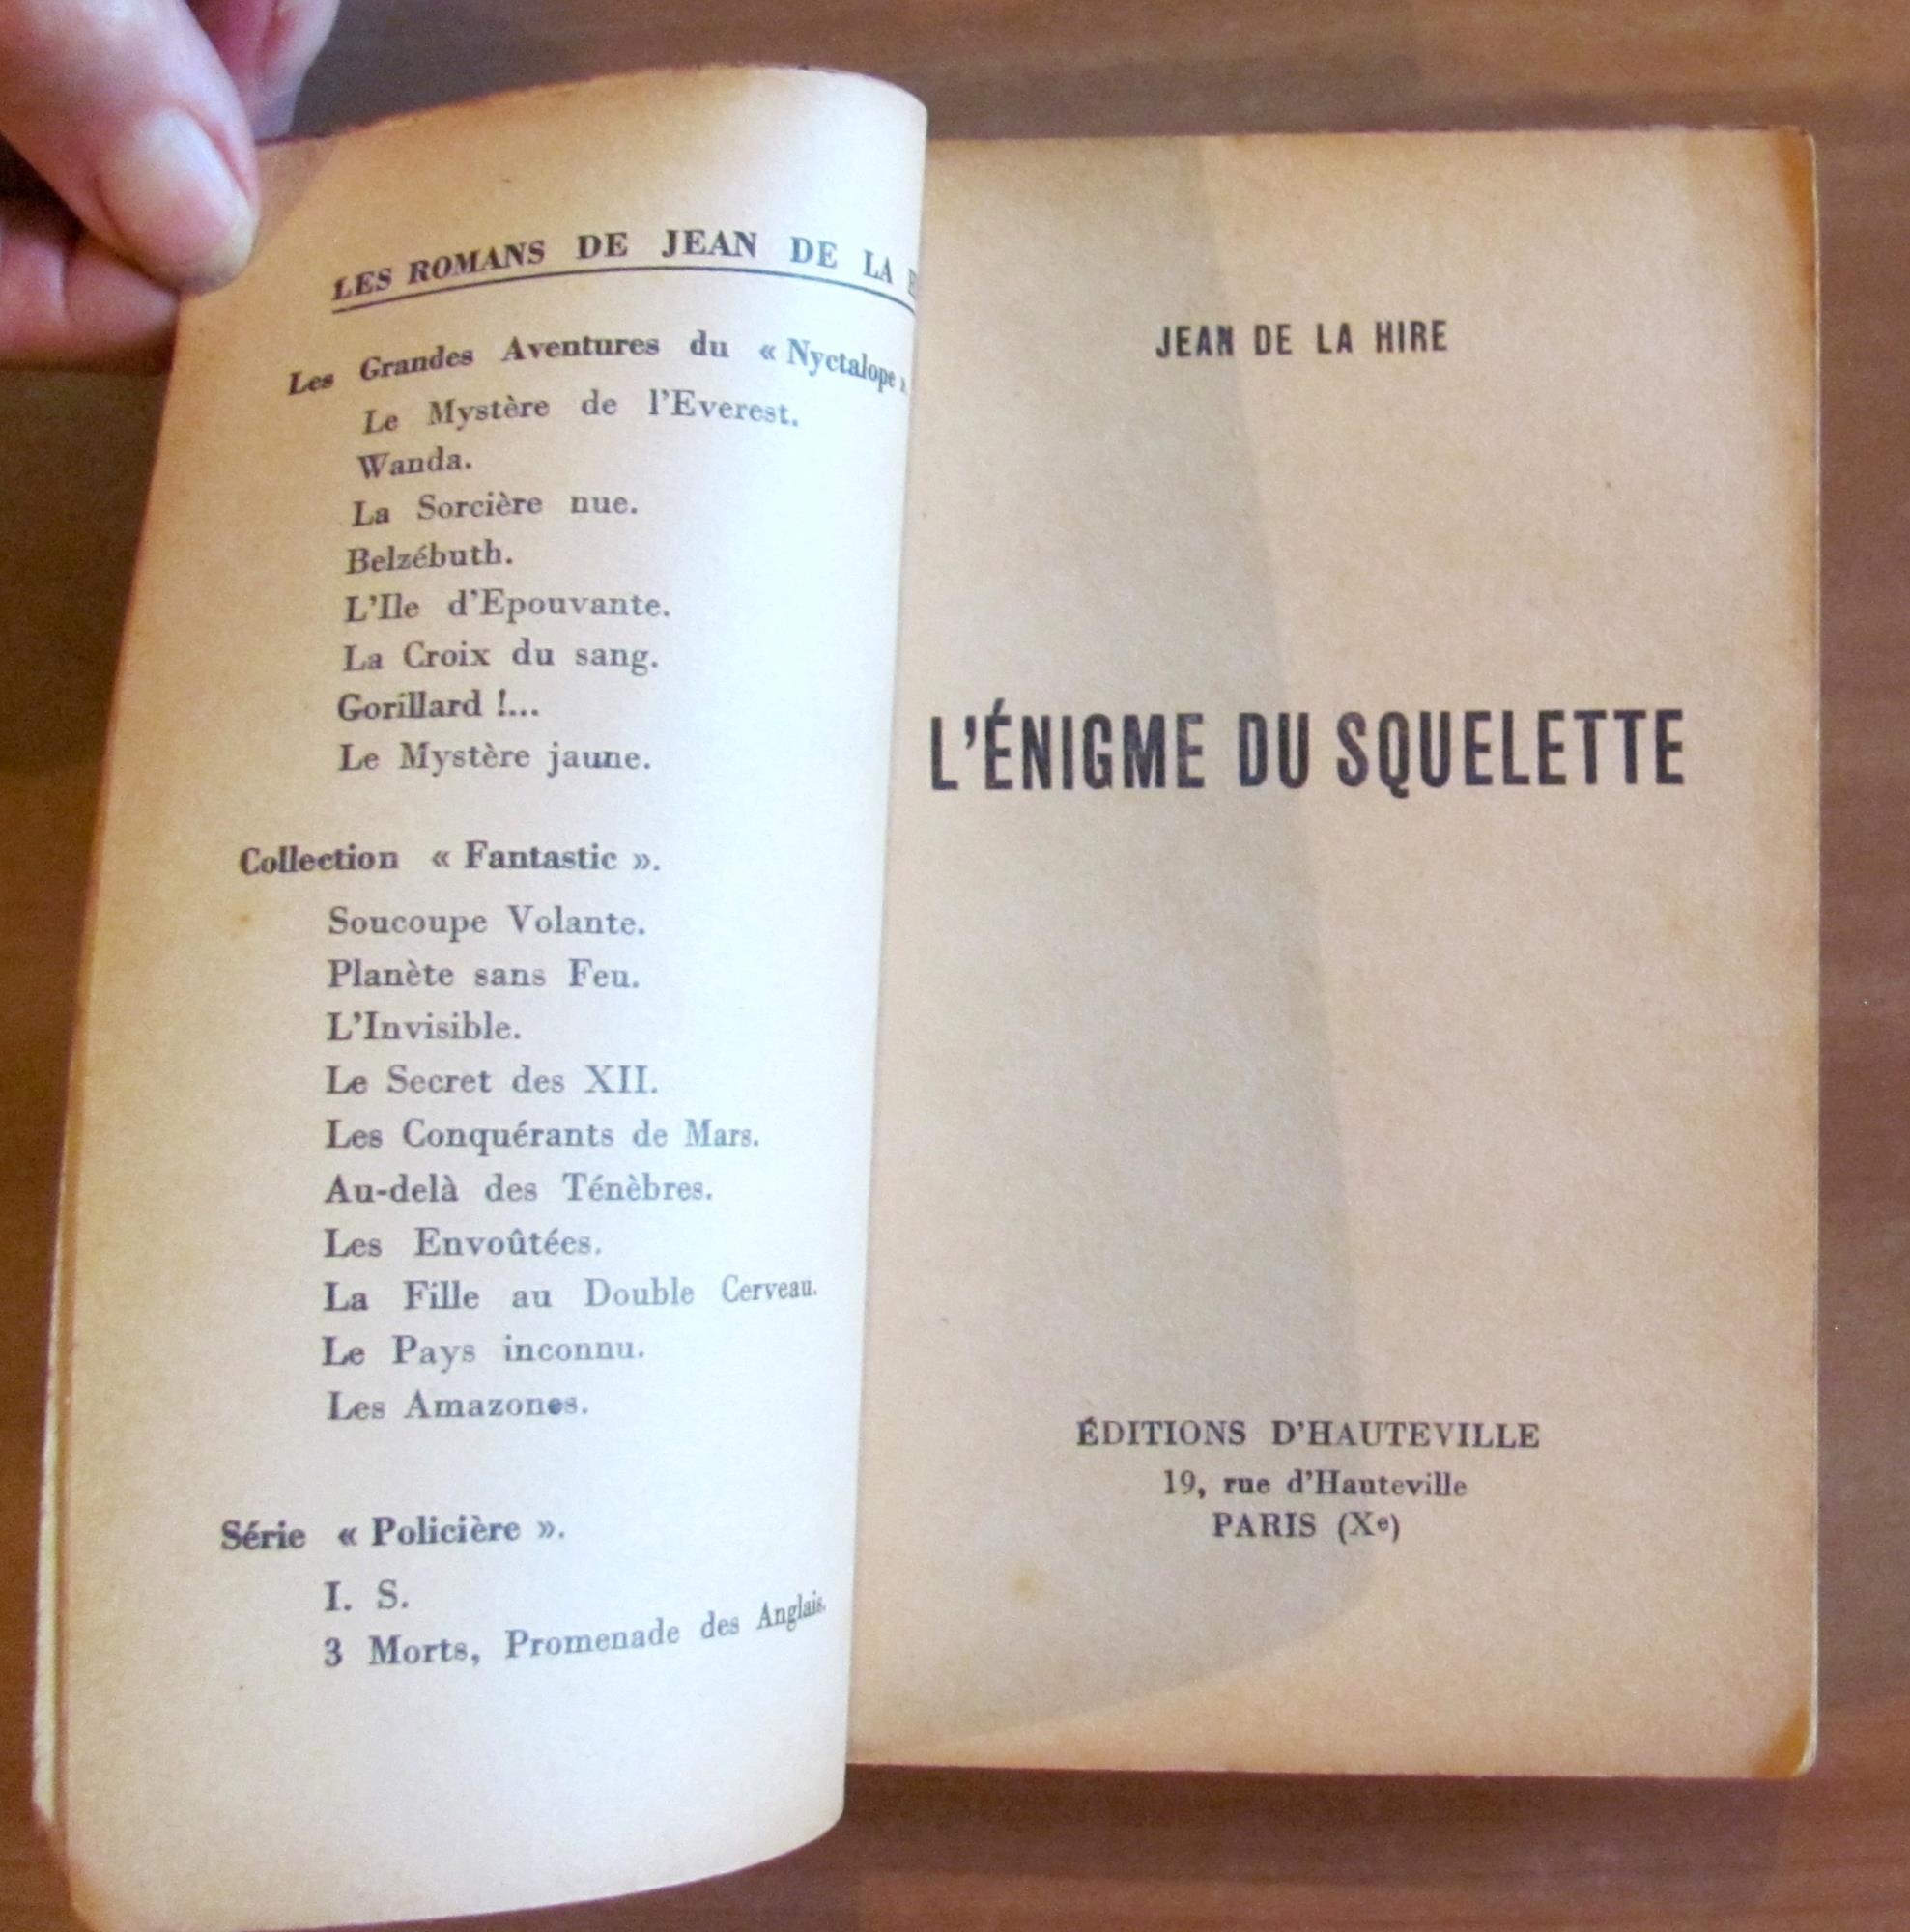 LES ROMANS DE JEAN DE LA
Les Grandes Aventures du « Nyctalope »
Le Mystère de l'Everest.
Wanda.
La Sorcière nue.
Belzébuth.
L'Ile d'Epouvante.
La Croix du sang.
Gorillard !...
Le Mystère jaune.
Collection « Fantastic ».
Soucoupe Volante.
Planète sans Feu.
L'Invisible.
Le Secret des XII.
Les Conquérants de Mars.
Au-delà des Ténèbres.
Les Envoûtées.
La Fille au Double Cerveau.
Le Pays inconnu.
Les Amazones.
Série « Policière ».
I. S.
3 Morts, Promenade des Anglais.
JEAN DE LA HIRE
L'ÉNIGME DU SQUELETTE
ÉDITIONS D'HAUTEVILLE
19, rue d'Hauteville
PARIS (Xe)